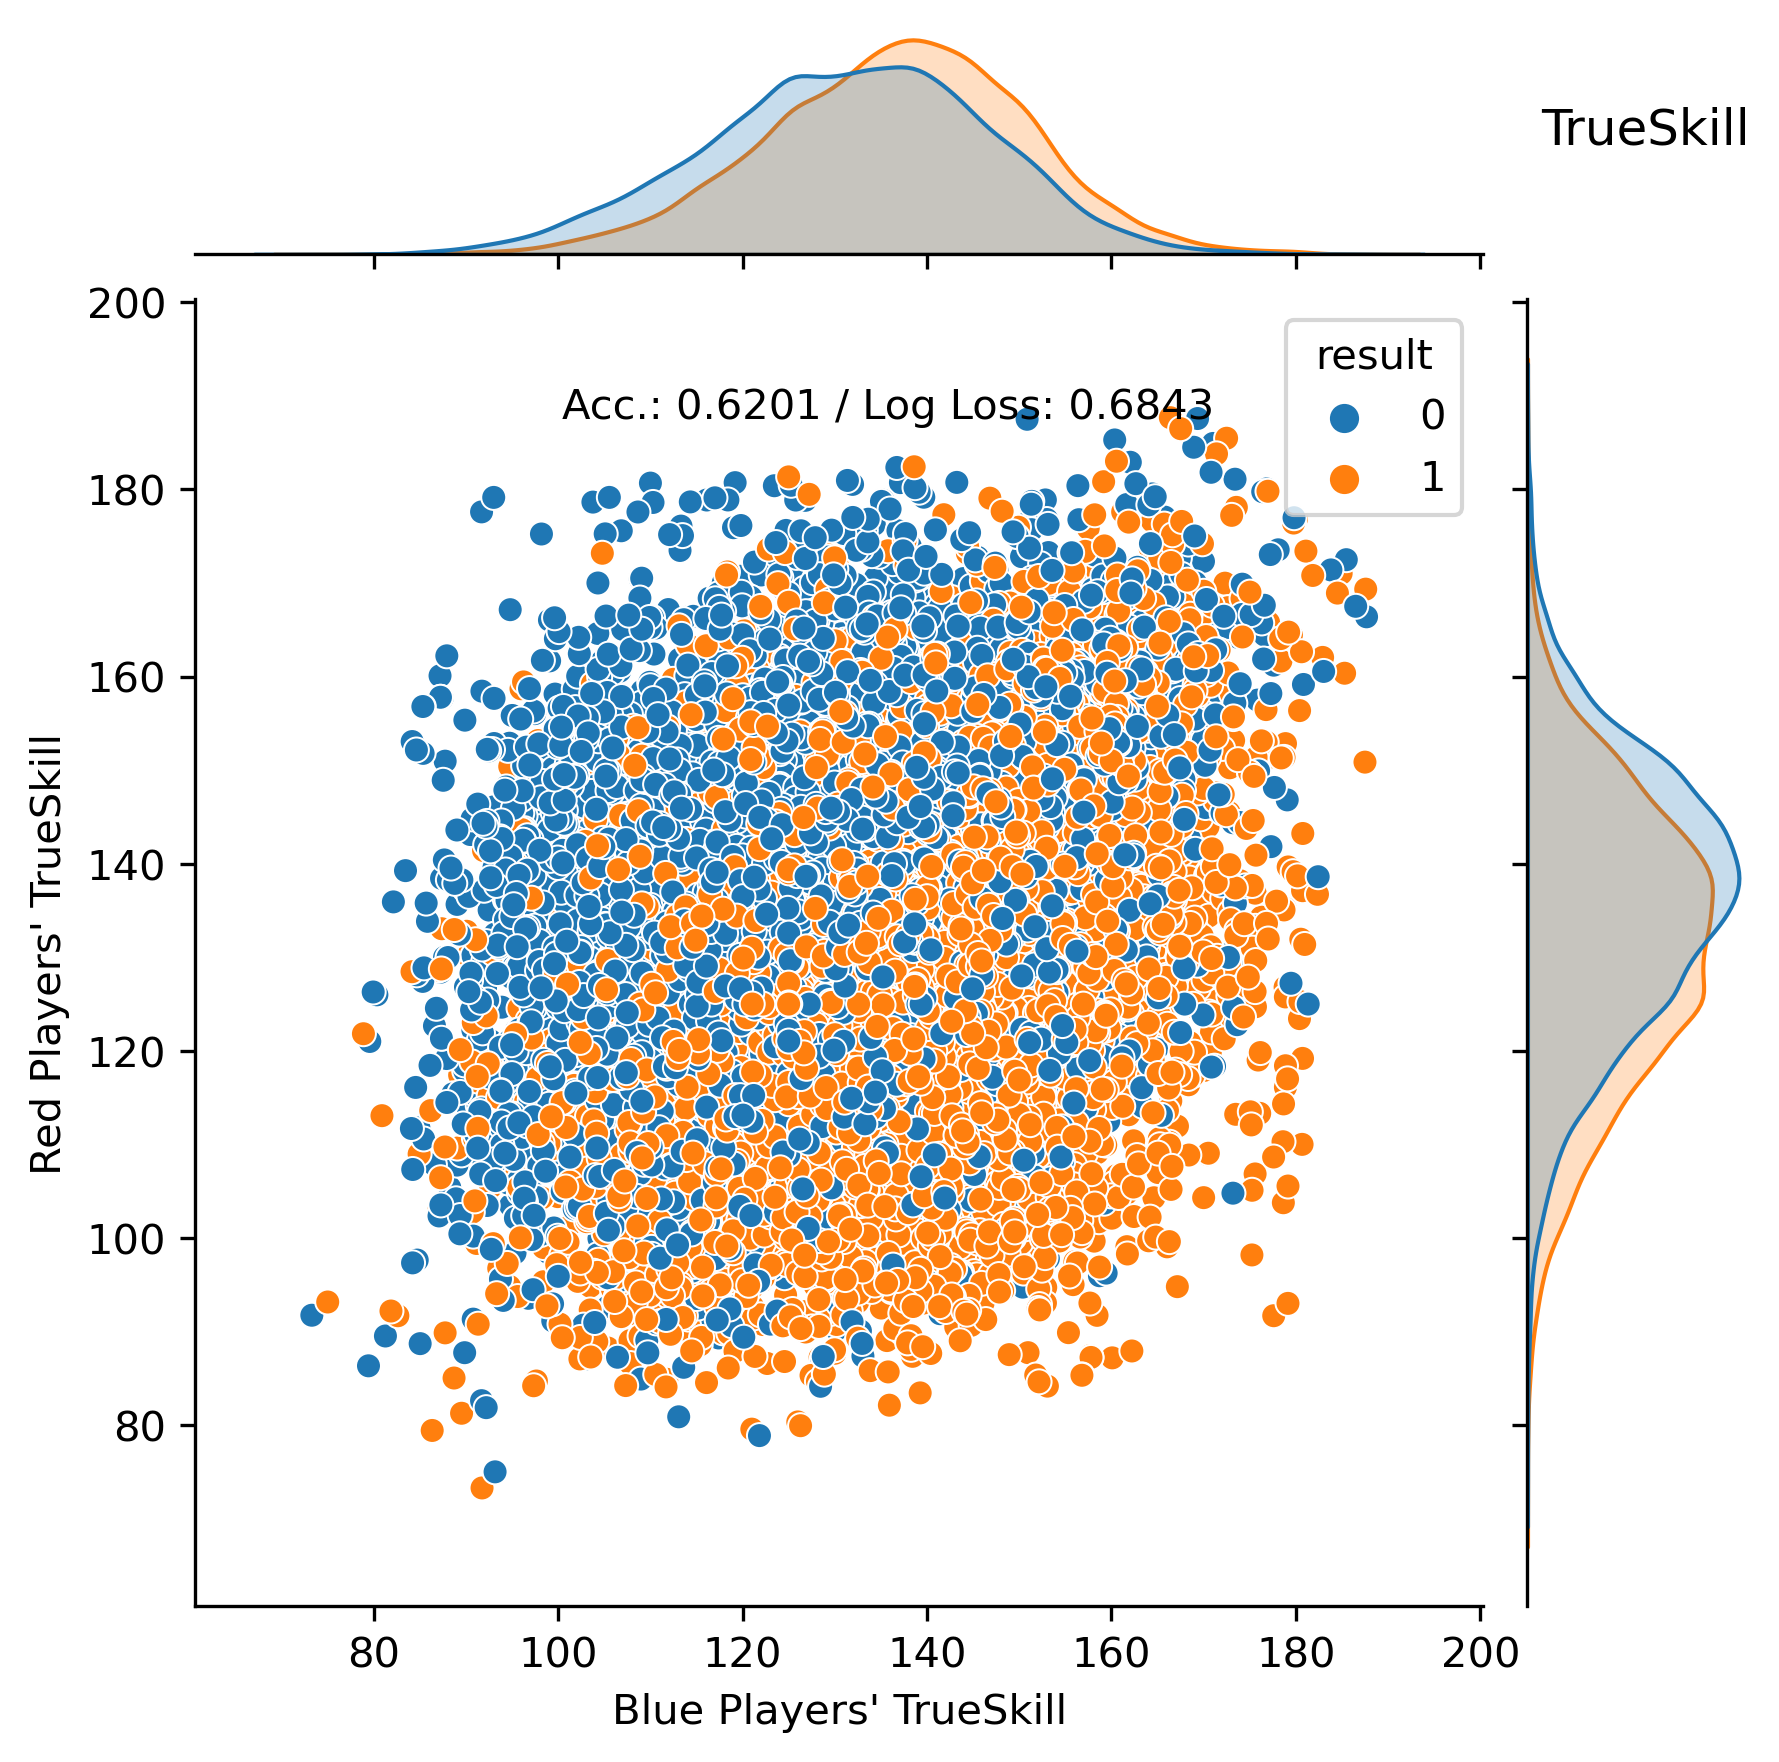 TrueSkill
200
180
160
140
120
100
80
Red Players' TrueSkill
Acc.: 0.6201 / Log Loss: 0.6843
result
0
1
80 100 120 140 160 180 200
Blue Players' TrueSkill